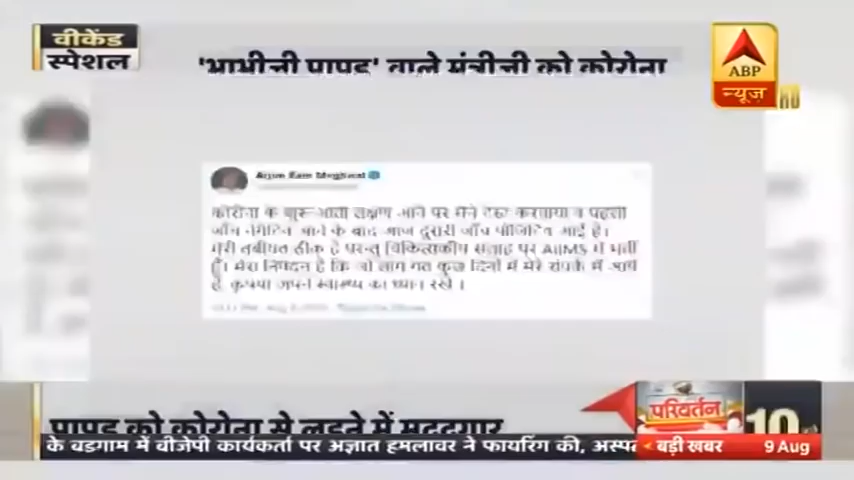 वीकेंड
स्पेशल
'भाभीजी पापड़' वाले मंत्रीजी को कोरोना
ABP
न्यूज़
HD
Arjun Ram Meghwal
कोरोना के शुरूआती लक्षण आने पर मैंने टेस्ट करवाया व पहली
जाँच नेगेटिव आने के बाद आज दूसरी जाँच पॉजिटिव आई है।
मेरी तबीयत ठीक है परन्तु चिकित्सकीय सलाह पर AIIMS में भर्ती
हूँ। मेरा निवेदन है कि जो लोग गत कुछ दिनों में मेरे संपर्क में आये
है, कृपया अपने स्वास्थ्य का ध्यान रखें।
पापड़ को कोरोना से लड़ने में मददगार
परिवर्तन
10
के बडगाम में बीजेपी कार्यकर्ता पर अज्ञात हमलावर ने फायरिंग की, अस्पत
बड़ी खबर
9 Aug